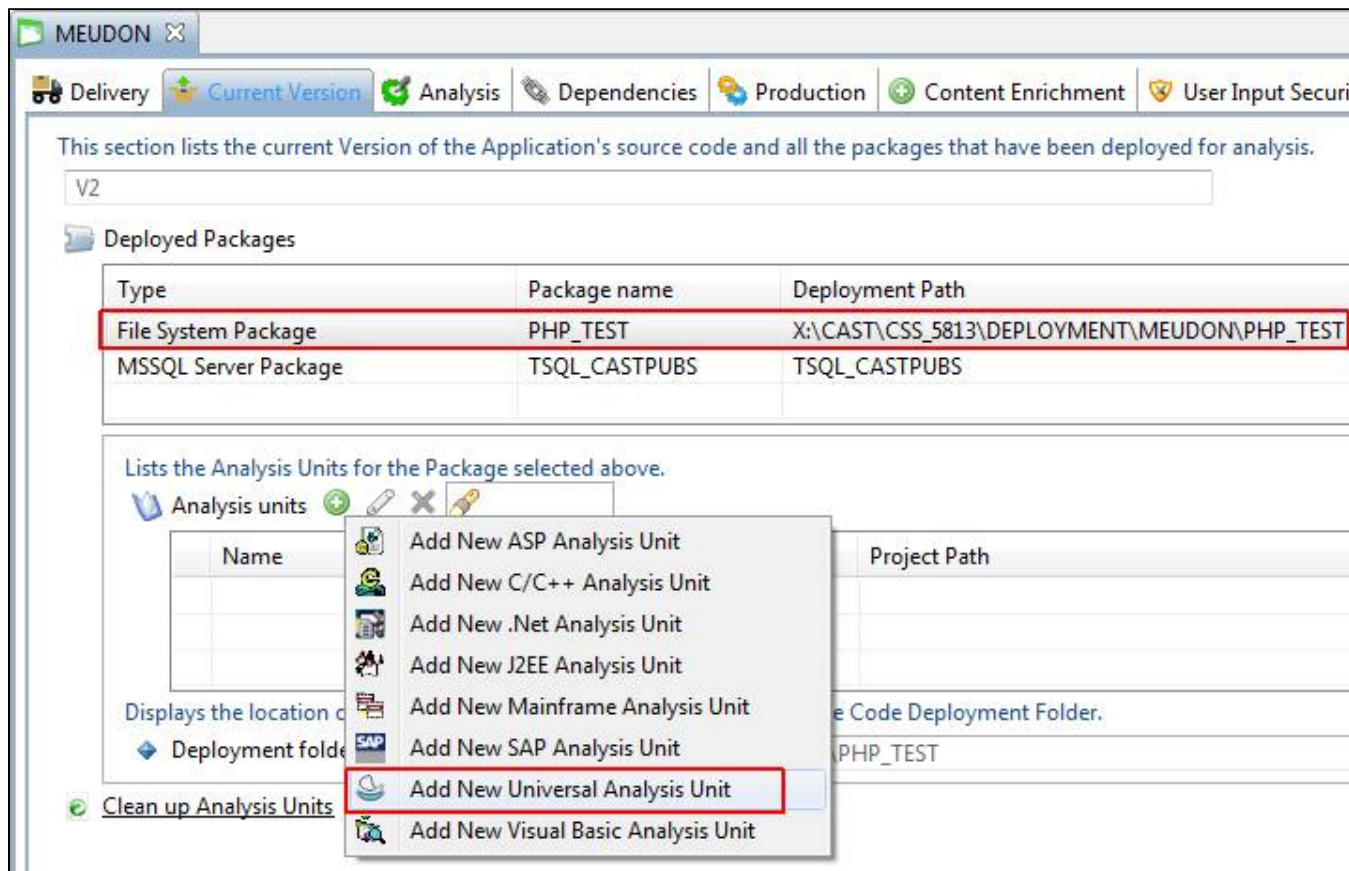 MEUDON
Delivery Current Version Analysis Dependencies Production Content Enrichment User Input Securi
This section lists the current Version of the Application's source code and all the packages that have been deployed for analysis.
V2
Deployed Packages
Type Package name Deployment Path
File System Package PHP_TEST X:\CAST\CSS_5813\DEPLOYMENT\MEUDON\PHP_TEST
MSSQL Server Package TSQL_CASTPUBS TSQL_CASTPUBS
Lists the Analysis Units for the Package selected above.
Analysis units
Name Project Path
Add New ASP Analysis Unit
Add New C/C++ Analysis Unit
Add New .Net Analysis Unit
Add New J2EE Analysis Unit
Add New Mainframe Analysis Unit
SAP Add New SAP Analysis Unit
Add New Universal Analysis Unit
Add New Visual Basic Analysis Unit
Displays the location e Code Deployment Folder.
Deployment folde \PHP_TEST
Clean up Analysis Units